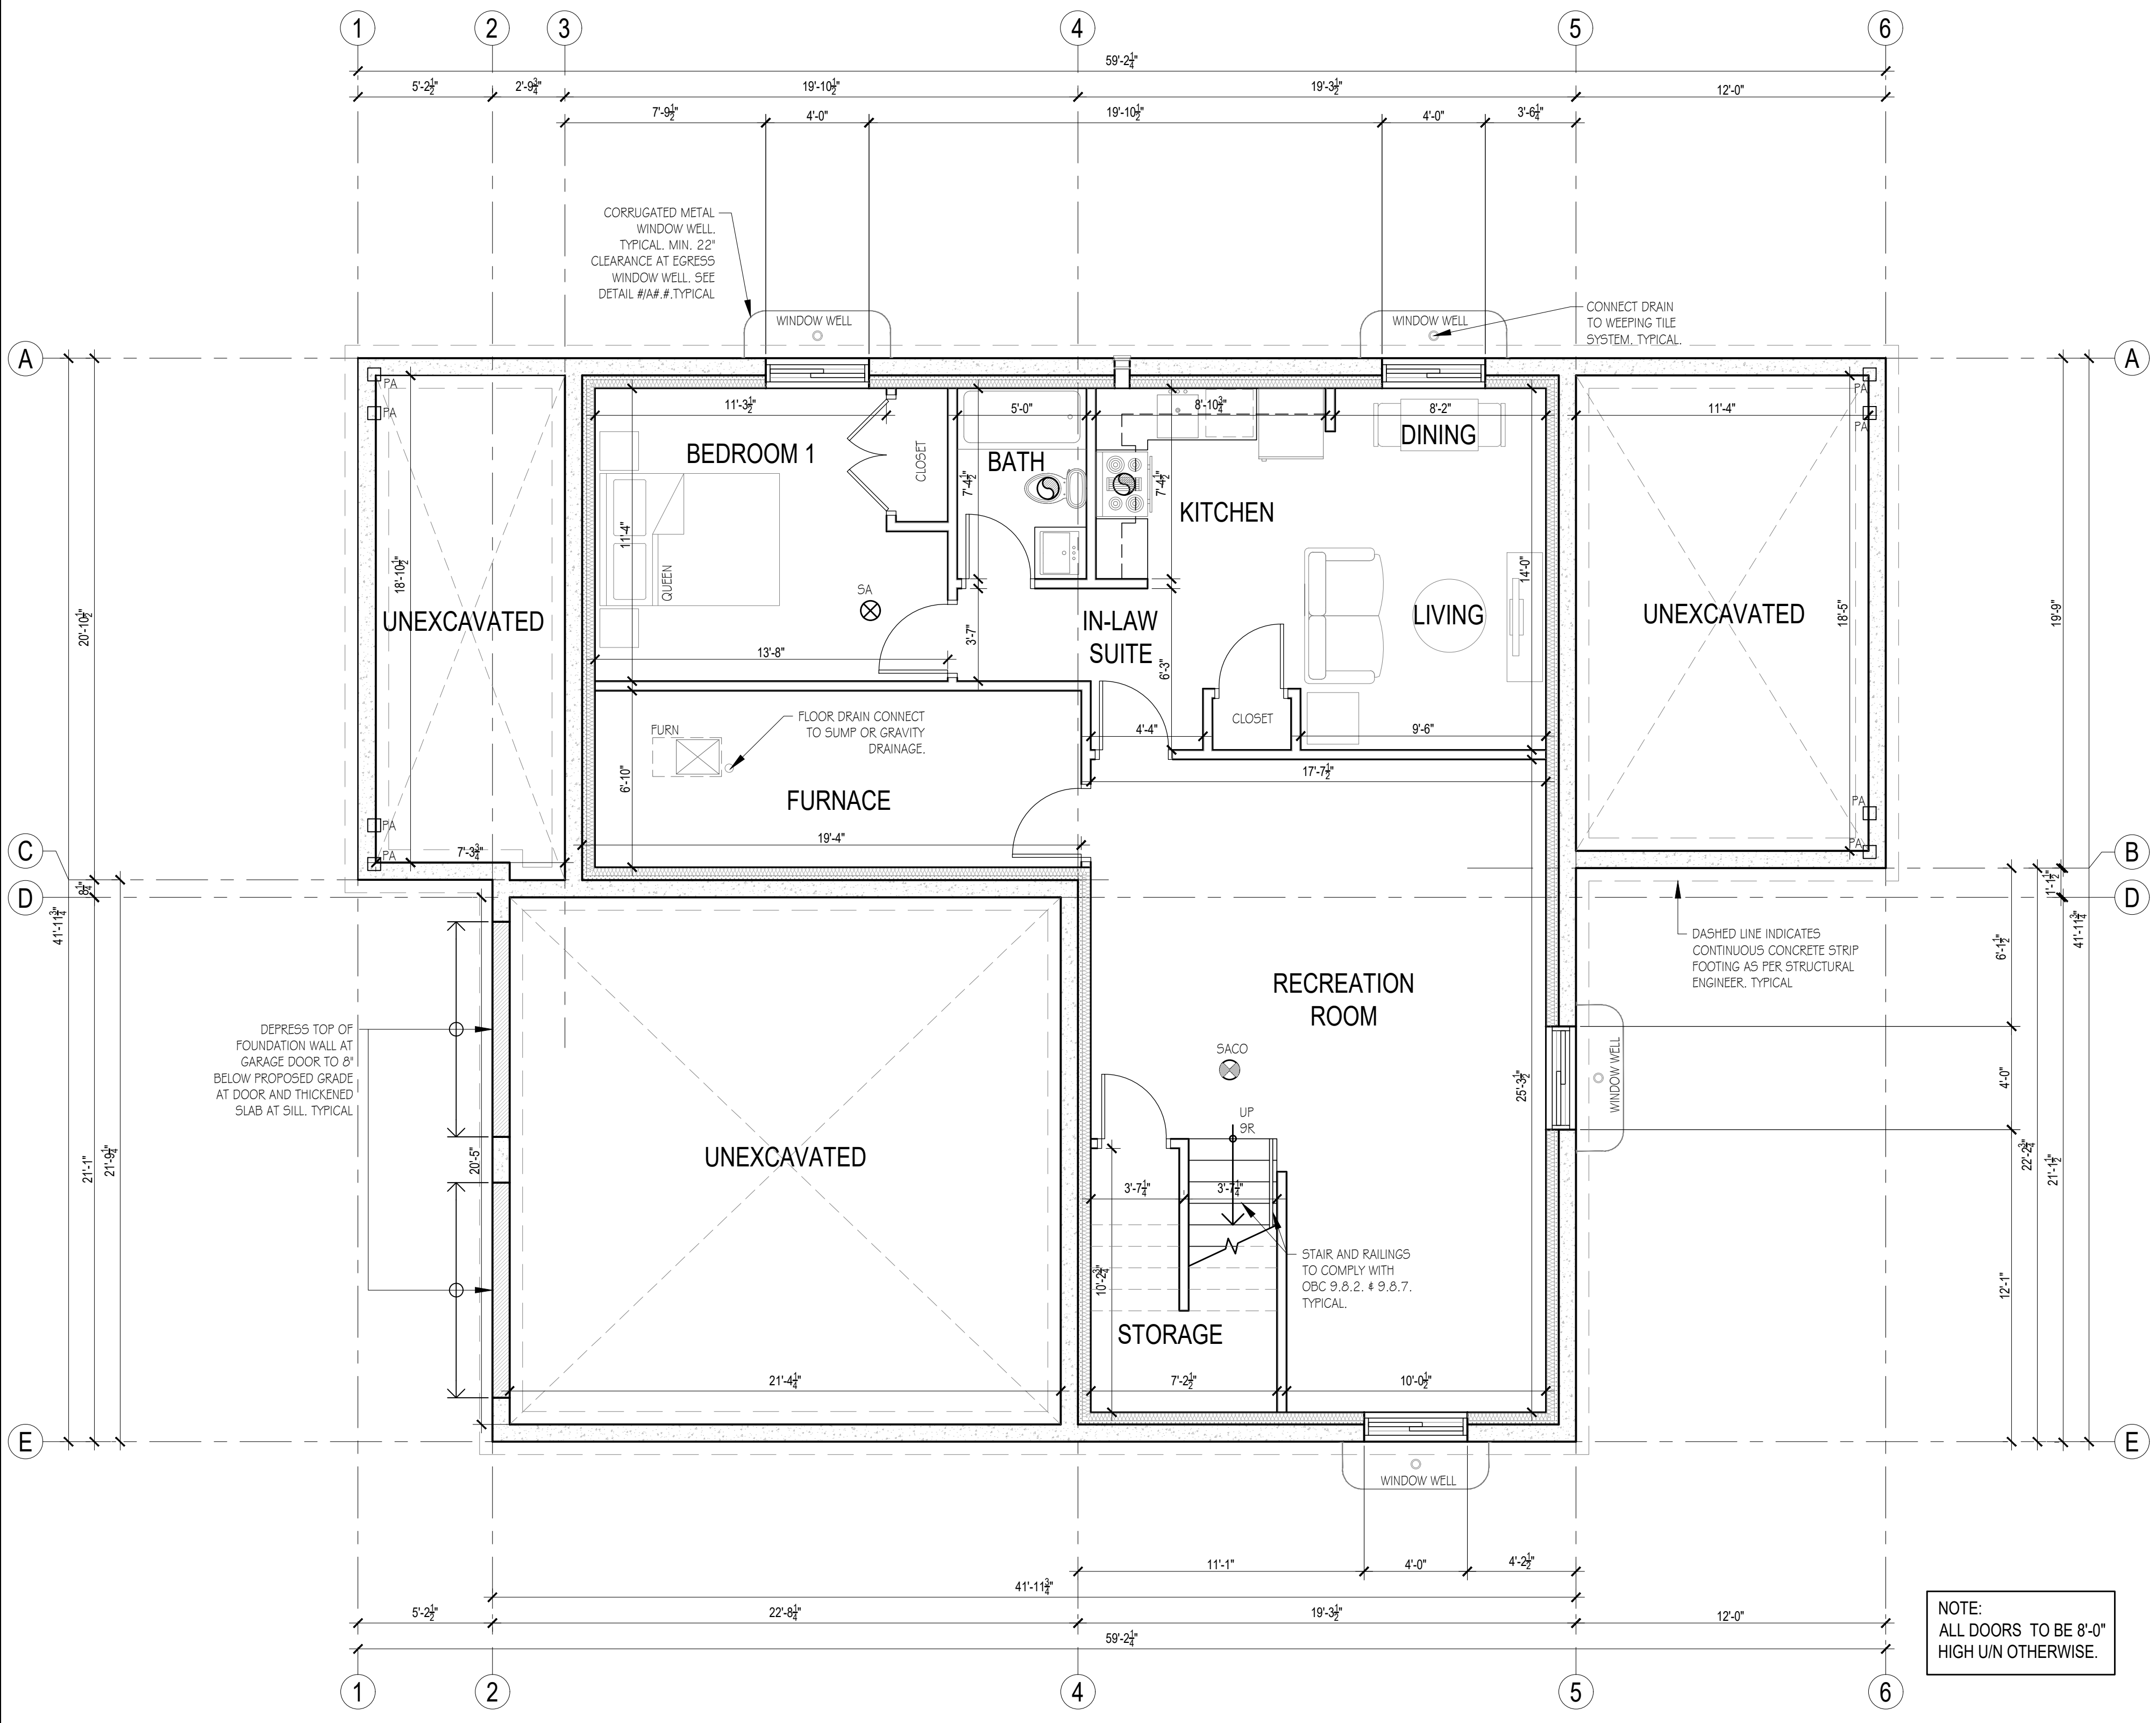 1 2 3 4 5 6
59'-2¼"
5'-2½" 2'-9¾" 19'-10½" 19'-3½" 12'-0"
7'-9½" 4'-0" 19'-10½" 4'-0" 3'-6¼"
CORRUGATED METAL
WINDOW WELL.
TYPICAL. MIN. 22"
CLEARANCE AT EGRESS
WINDOW WELL. SEE
DETAIL #/A#.#.TYPICAL
WINDOW WELL
WINDOW WELL
CONNECT DRAIN
TO WEEPING TILE
SYSTEM. TYPICAL.
A
A
PA
PA
PA
PA
11'-3½"
5'-0"
8'-10¾"
8'-2"
11'-4"
BEDROOM 1
CLOSET
BATH
7'-4½"
7'-4½"
KITCHEN
DINING
11'-4"
QUEEN
SA
18'-10½"
UNEXCAVATED
20'-10½"
3'-7"
IN-LAW
SUITE
6'-3"
LIVING
14'-0"
UNEXCAVATED
18'-5"
19'-9"
13'-8"
FURN
FLOOR DRAIN CONNECT
TO SUMP OR GRAVITY
DRAINAGE.
CLOSET
4'-4"
9'-6"
17'-7½"
6'-10"
FURNACE
19'-4"
PA
PA
7'-3¾"
PA
PA
C
B
8¼"
1'-1½"
D
D
41'-11¾"
41'-11¾"
DASHED LINE INDICATES
CONTINUOUS CONCRETE STRIP
FOOTING AS PER STRUCTURAL
ENGINEER. TYPICAL
6'-1½"
RECREATION
ROOM
DEPRESS TOP OF
FOUNDATION WALL AT
GARAGE DOOR TO 8"
BELOW PROPOSED GRADE
AT DOOR AND THICKENED
SLAB AT SILL. TYPICAL
SACO
25'-3½"
WINDOW WELL
4'-0"
UP
9R
21'-1"
21'-9¼"
20'-5"
UNEXCAVATED
22'-2¾"
21'-1½"
3'-7¼"
3'-7¼"
STAIR AND RAILINGS
TO COMPLY WITH
OBC 9.8.2. & 9.8.7.
TYPICAL.
10'-2¾"
12'-1"
STORAGE
21'-4¼"
7'-2½"
10'-0½"
E
E
WINDOW WELL
11'-1" 4'-0" 4'-2½"
41'-11¾"
5'-2½" 22'-8¼" 19'-3½" 12'-0"
59'-2¼"
1 2 4 5 6
NOTE:
ALL DOORS TO BE 8'-0"
HIGH U/N OTHERWISE.